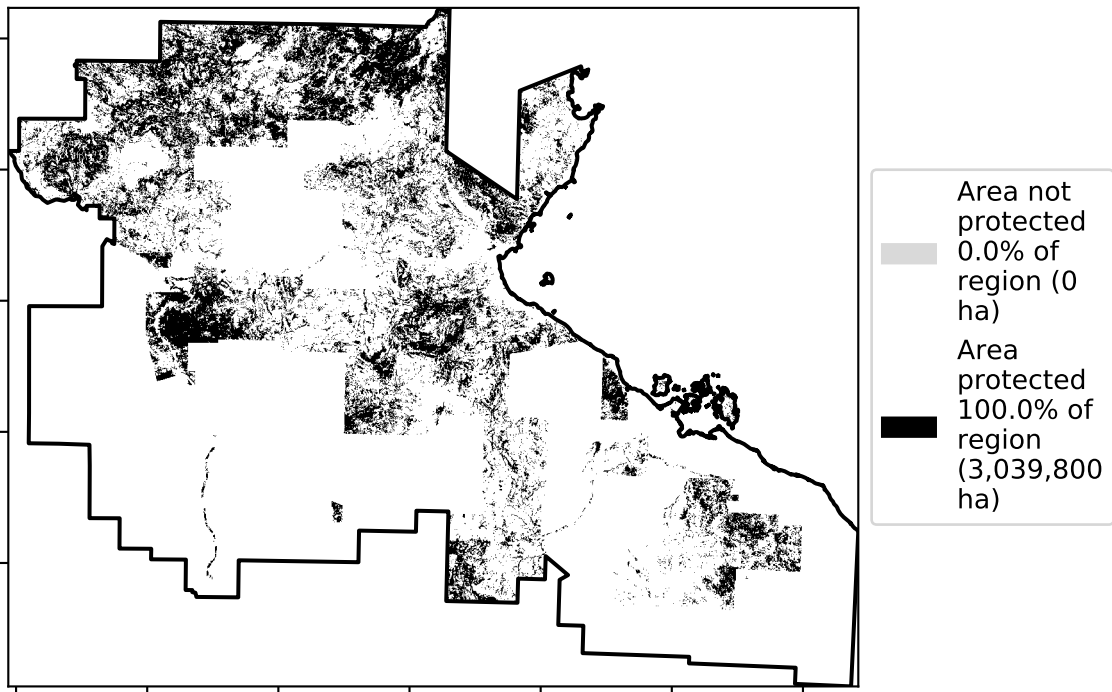 Area not
protected
0.0% of
region (0
ha)
Area
protected
100.0% of
region
(3,039,800
ha)